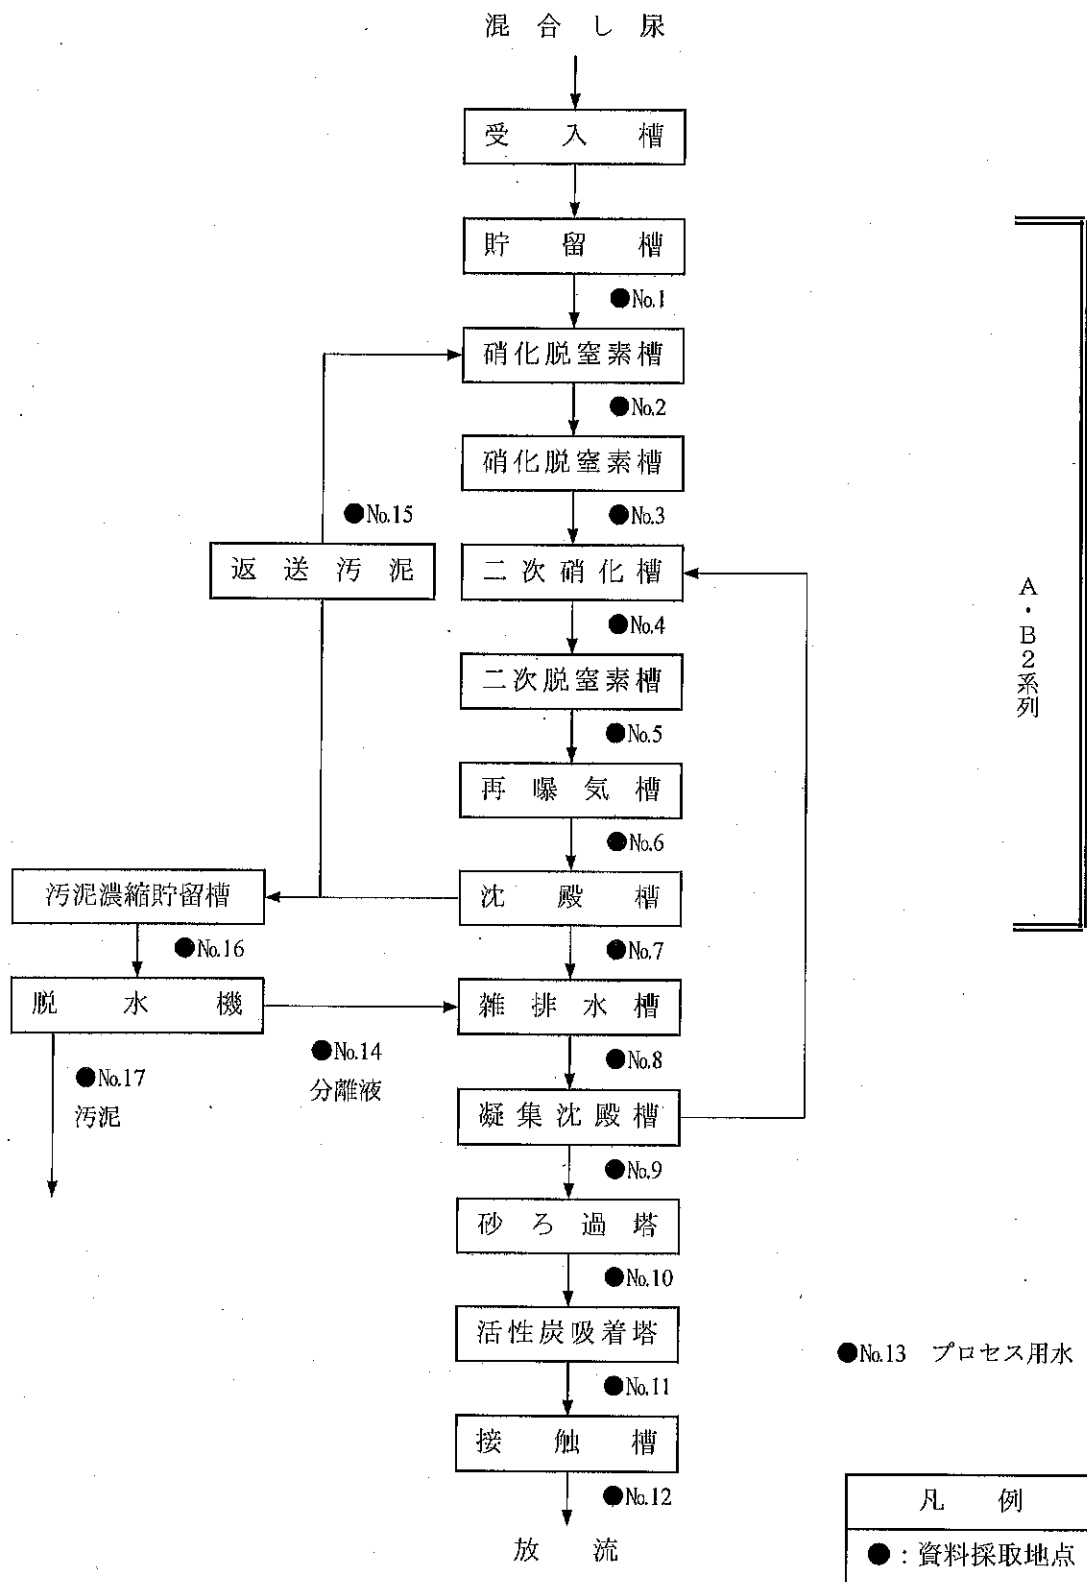 混合し尿
受入槽
貯留槽
●No.1
硝化脱窒素槽
●No.2
硝化脱窒素槽
●No.15
●No.3
返送汚泥
二次硝化槽
●No.4
二次脱窒素槽
●No.5
再曝気槽
●No.6
汚泥濃縮貯留槽
沈殿槽
●No.16
●No.7
脱水機
雑排水槽
●No.17
汚泥
●No.14
分離液
●No.8
凝集沈殿槽
●No.9
砂ろ過塔
●No.10
活性炭吸着塔
●No.11
接触槽
●No.12
放流
A・B2系列
●No.13 プロセス用水
凡例
●:資料採取地点